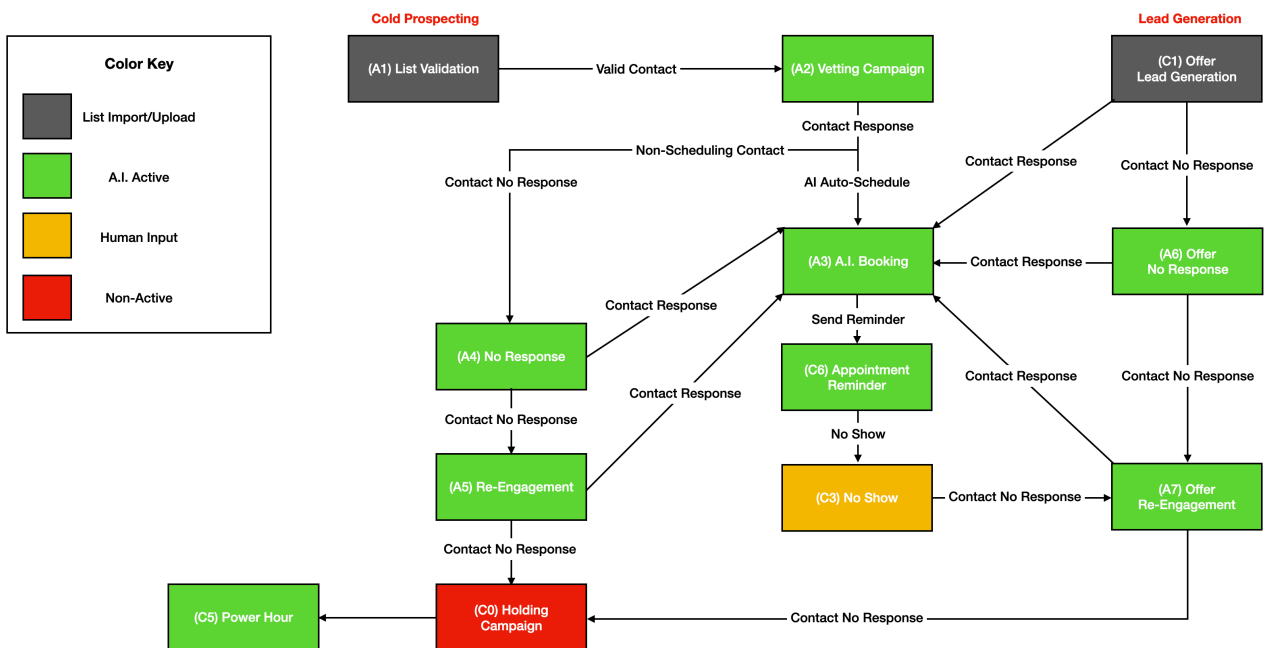 Cold Prospecting
Lead Generation
Color Key
List Import/Upload
A.I. Active
Human Input
Non-Active
(A1) List Validation
Valid Contact
(A2) Vetting Campaign
(C1) Offer
Lead Generation
Contact Response
Non-Scheduling Contact
Contact No Response
AI Auto-Schedule
Contact Response
Contact No Response
(A3) A.I. Booking
Contact Response
(A6) Offer
No Response
Contact Response
Send Reminder
(A4) No Response
(C6) Appointment
Reminder
Contact Response
Contact No Response
Contact Response
Contact No Response
No Show
(A5) Re-Engagement
(C3) No Show
Contact No Response
(A7) Offer
Re-Engagement
Contact No Response
(C5) Power Hour
(C0) Holding
Campaign
Contact No Response